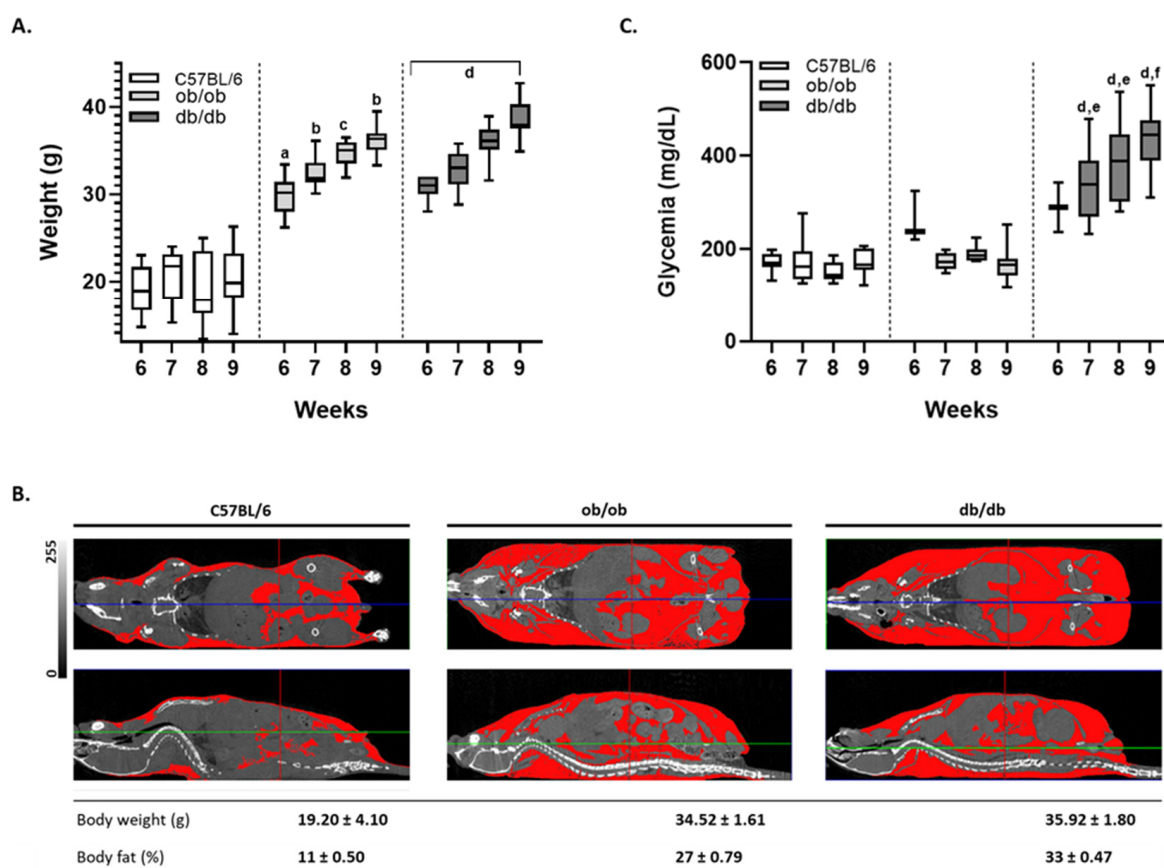 A.
C57BL/6
ob/ob
db/db
Weight (g)
40
30
20
a
b
c
b
d
6 7 8 9 6 7 8 9 6 7 8 9
Weeks
C.
600
400
200
0
C57BL/6
ob/ob
db/db
Glycemia (mg/dL)
d,e
d,e
d,f
6 7 8 9 6 7 8 9 6 7 8 9
Weeks
B.
C57BL/6 ob/ob db/db
255
0
Body weight (g) 19.20 ± 4.10 34.52 ± 1.61 35.92 ± 1.80
Body fat (%) 11 ± 0.50 27 ± 0.79 33 ± 0.47